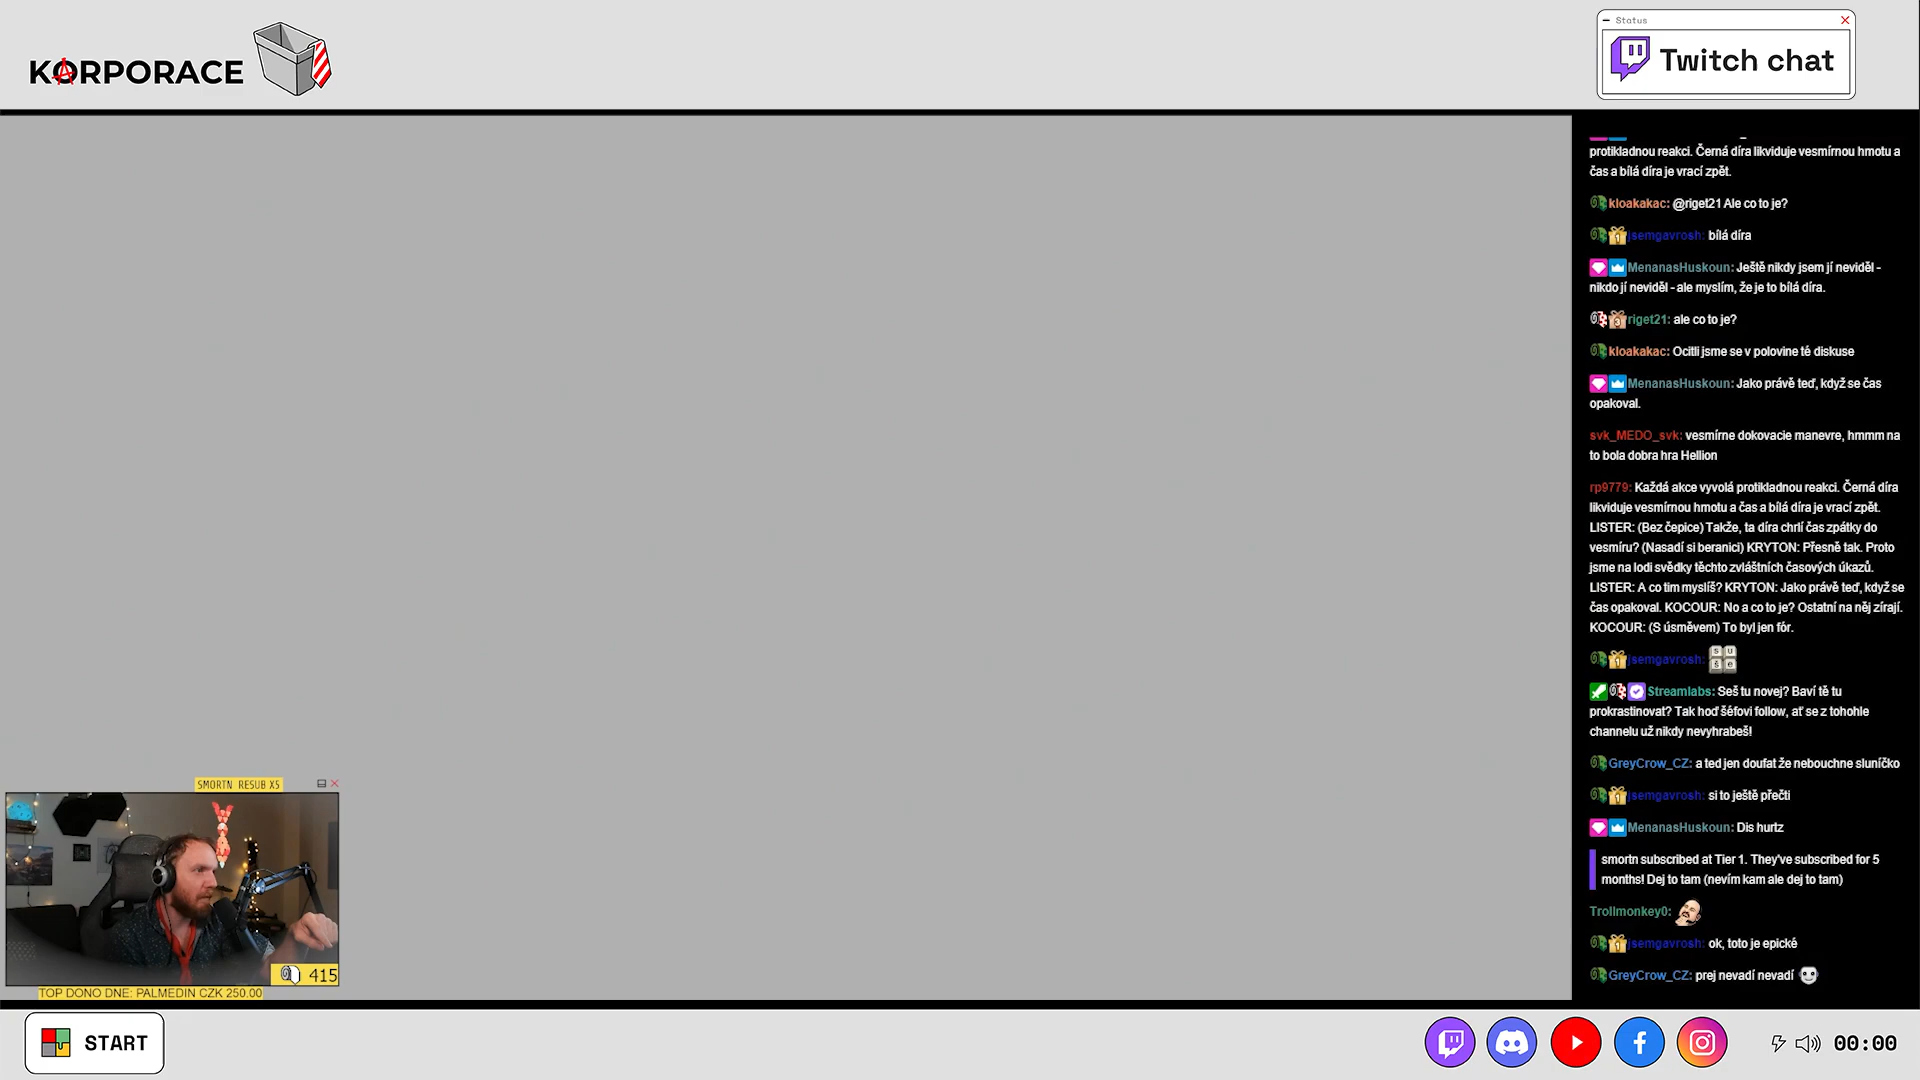 KORPORACE
Status
Twitch chat
protikladnou reakci. Černá díra likviduje vesmírnou hmotu a
čas a bílá díra je vrací zpět.
kloakakac: @riget21 Ale co to je?
jsemgavrosh: bílá díra
MenanasHuskoun: Ještě nikdy jsem jí neviděl -
nikdo jí neviděl - ale myslím, že je to bílá díra.
riget21: ale co to je?
kloakakac: Ocitli jsme se v polovine té diskuse
MenanasHuskoun: Jako právě teď, když se čas
opakoval.
svk_MEDO_svk: vesmírne dokovacie manevre, hmmm na
to bola dobra hra Hellion
rp9779: Každá akce vyvolá protikladnou reakci. Černá díra
likviduje vesmírnou hmotu a čas a bílá díra je vrací zpět.
LISTER: (Bez čepice) Takže, ta díra chrlí čas zpátky do
vesmíru? (Nasadí si beranici) KRYTON: Přesně tak. Proto
jsme na lodi svědky těchto zvláštních časových úkazů.
LISTER: A co tim myslíš? KRYTON: Jako právě teď, když se
čas opakoval. KOCOUR: No a co to je? Ostatní na něj zírají.
KOCOUR: (S úsměvem) To byl jen fór.
jsemgavrosh: S U Š E
Streamlabs: Seš tu novej? Baví tě tu
prokrastinovat? Tak hoď šéfovi follow, ať se z tohohle
channelu už nikdy nevyhrabeš!
GreyCrow_CZ: a ted jen doufat že nebouchne sluníčko
jsemgavrosh: si to ještě přečti
MenanasHuskoun: Dis hurtz
smortn subscribed at Tier 1. They've subscribed for 5
months! Dej to tam (nevím kam ale dej to tam)
Trollmonkey0:
jsemgavrosh: ok, toto je epické
GreyCrow_CZ: prej nevadí nevadí
SMORTN RESUB X5
415
TOP DONO DNE: PALMEDIN CZK 250.00
START
00:00